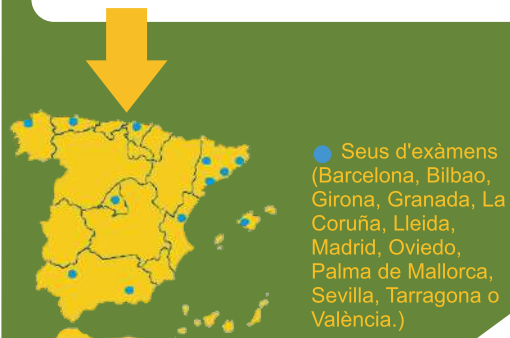 Seus d'exàmens
(Barcelona, Bilbao,
Girona, Granada, La
Coruña, Lleida,
Madrid, Oviedo,
Palma de Mallorca,
Sevilla, Tarragona o
València.)